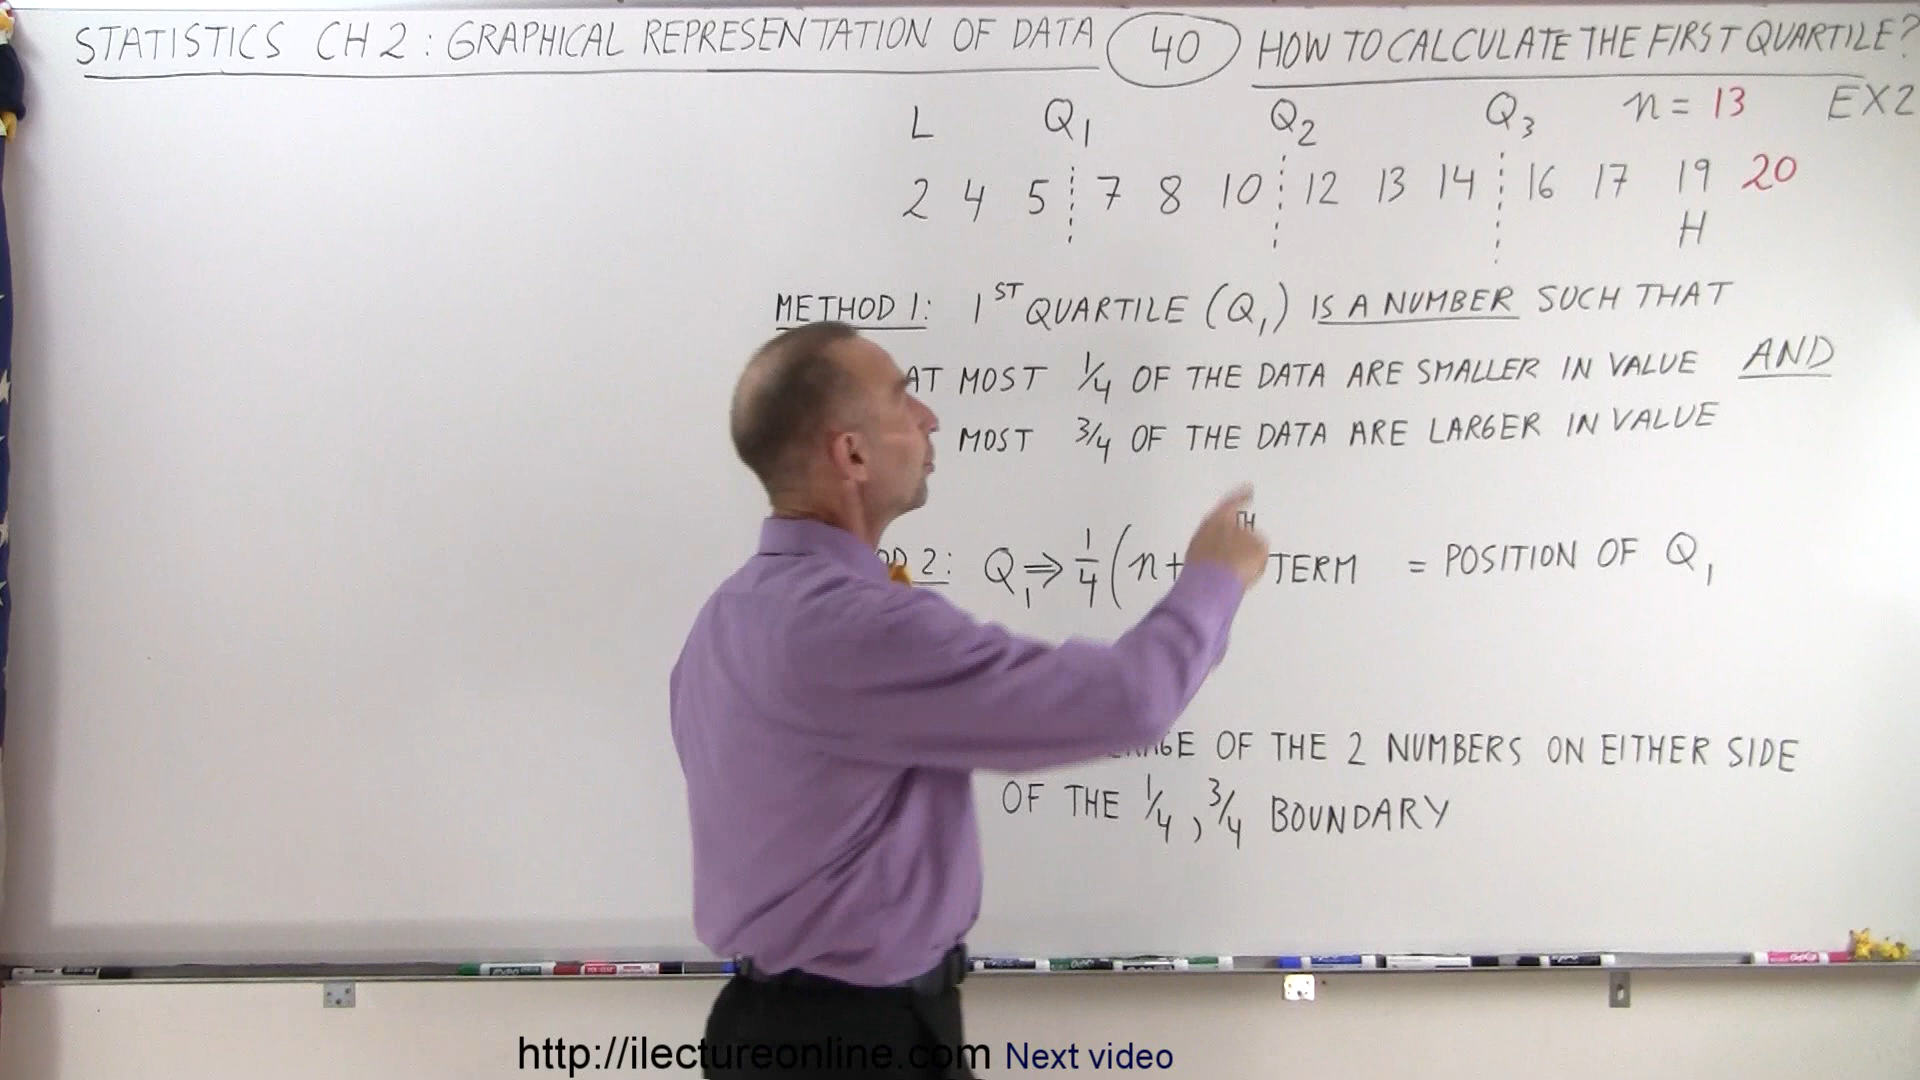 STATISTICS CH 2 : GRAPHICAL REPRESENTATION OF DATA 40 HOW TO CALCULATE THE FIRST QUARTILE?
L Q1 Q2 Q3 n = 13 EX 2
2 4 5 7 8 10 12 13 14 16 17 19 20
H
METHOD 1: 1ST QUARTILE (Q1) IS A NUMBER SUCH THAT
AT MOST 1/4 OF THE DATA ARE SMALLER IN VALUE AND
MOST 3/4 OF THE DATA ARE LARGER IN VALUE
2: Q1 ⇒ 1/4 (n+ TH TERM = POSITION OF Q1
OF THE 2 NUMBERS ON EITHER SIDE
OF THE 1/4, 3/4 BOUNDARY
http://ilectureonline.com Next video